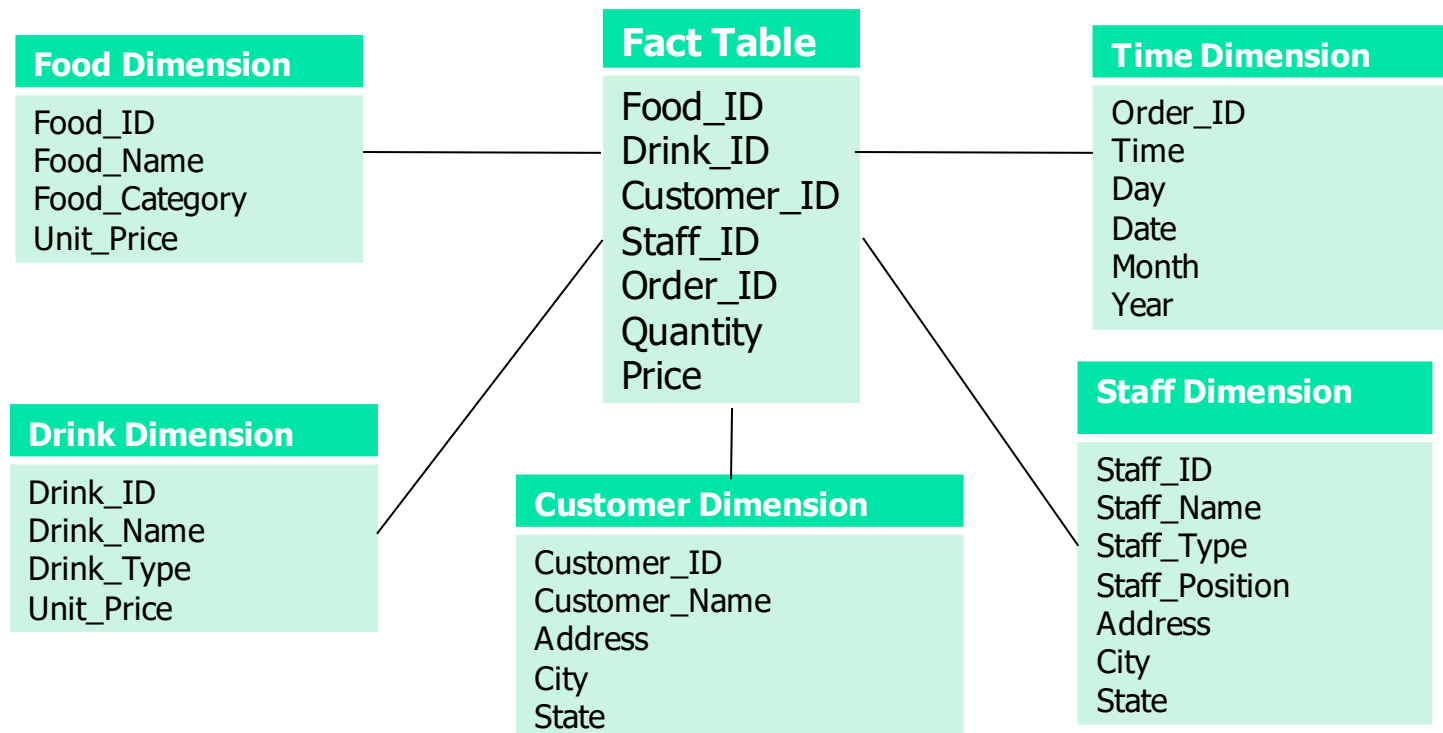 Food Dimension
Food_ID
Food_Name
Food_Category
Unit_Price
Fact Table
Food_ID
Drink_ID
Customer_ID
Staff_ID
Order_ID
Quantity
Price
Time Dimension
Order_ID
Time
Day
Date
Month
Year
Drink Dimension
Drink_ID
Drink_Name
Drink_Type
Unit_Price
Customer Dimension
Customer_ID
Customer_Name
Address
City
State
Staff Dimension
Staff_ID
Staff_Name
Staff_Type
Staff_Position
Address
City
State